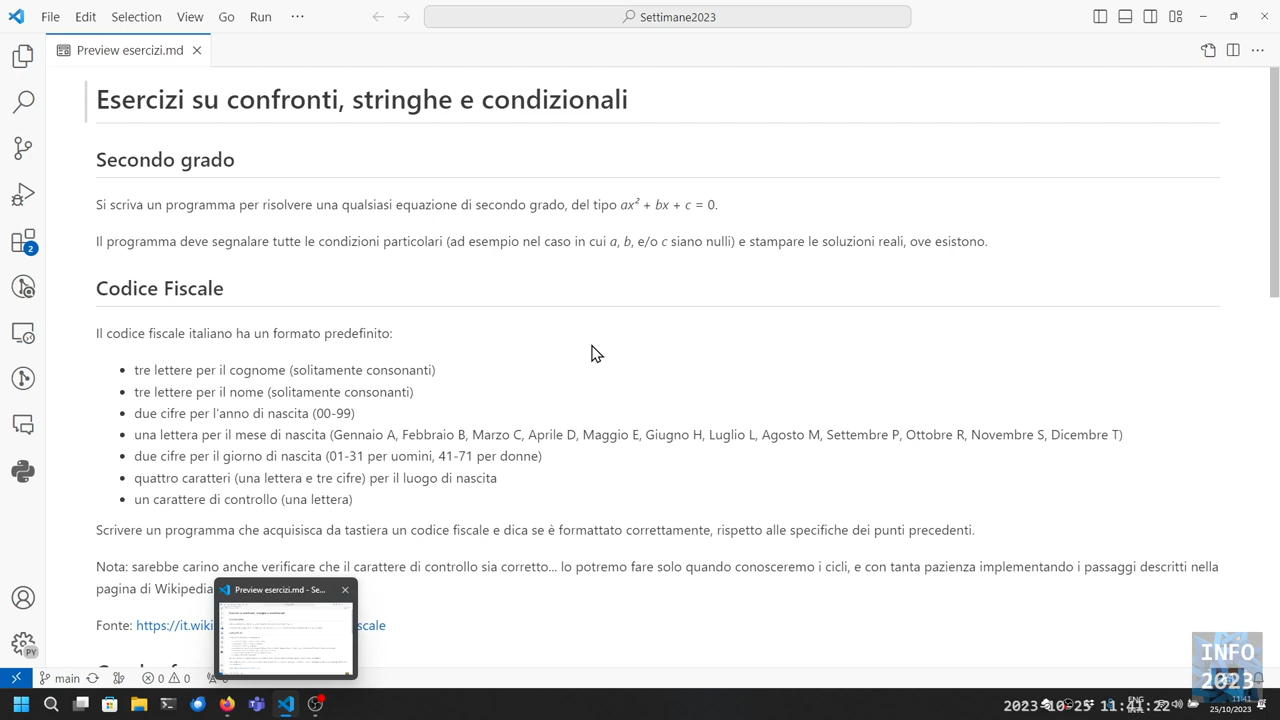 File Edit Selection View Go Run ··· Settimane2023
Preview esercizi.md
Esercizi su confronti, stringhe e condizionali
Secondo grado
Si scriva un programma per risolvere una qualsiasi equazione di secondo grado, del tipo ax² + bx + c = 0.
Il programma deve segnalare tutte le condizioni particolari (ad esempio nel caso in cui a, b, e/o c siano nulli) e stampare le soluzioni reali, ove esistono.
Codice Fiscale
Il codice fiscale italiano ha un formato predefinito:
• tre lettere per il cognome (solitamente consonanti)
• tre lettere per il nome (solitamente consonanti)
• due cifre per l'anno di nascita (00-99)
• una lettera per il mese di nascita (Gennaio A, Febbraio B, Marzo C, Aprile D, Maggio E, Giugno H, Luglio L, Agosto M, Settembre P, Ottobre R, Novembre S, Dicembre T)
• due cifre per il giorno di nascita (01-31 per uomini, 41-71 per donne)
• quattro caratteri (una lettera e tre cifre) per il luogo di nascita
• un carattere di controllo (una lettera)
Scrivere un programma che acquisisca da tastiera un codice fiscale e dica se è formattato correttamente, rispetto alle specifiche dei punti precedenti.
Nota: sarebbe carino anche verificare che il carattere di controllo sia corretto... lo potremo fare solo quando conosceremo i cicli, e con tanta pazienza implementando i passaggi descritti nella
pagina di Wikipedia
Preview esercizi.md - Se...
Fonte: https://it.wiki scale
2
main 0 0 0
INFO
2023
ENG
11:41
25/10/2023